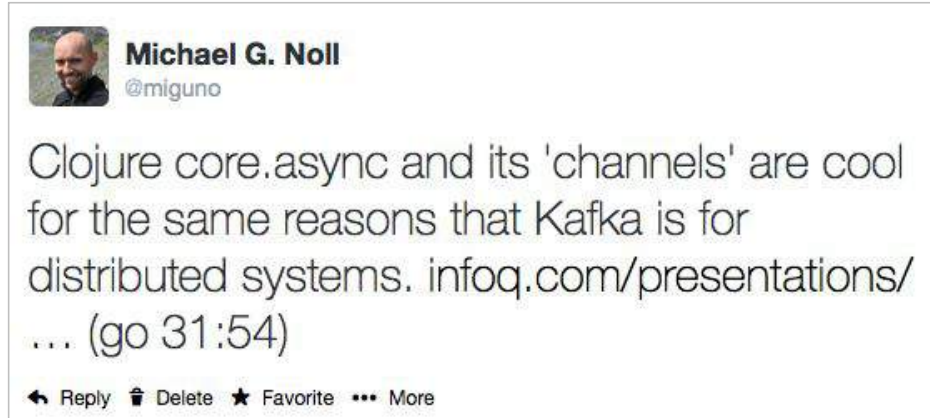 Michael G. Noll
@miguno
Clojure core.async and its 'channels' are cool
for the same reasons that Kafka is for
distributed systems. infoq.com/presentations/
... (go 31:54)
Reply Delete Favorite More